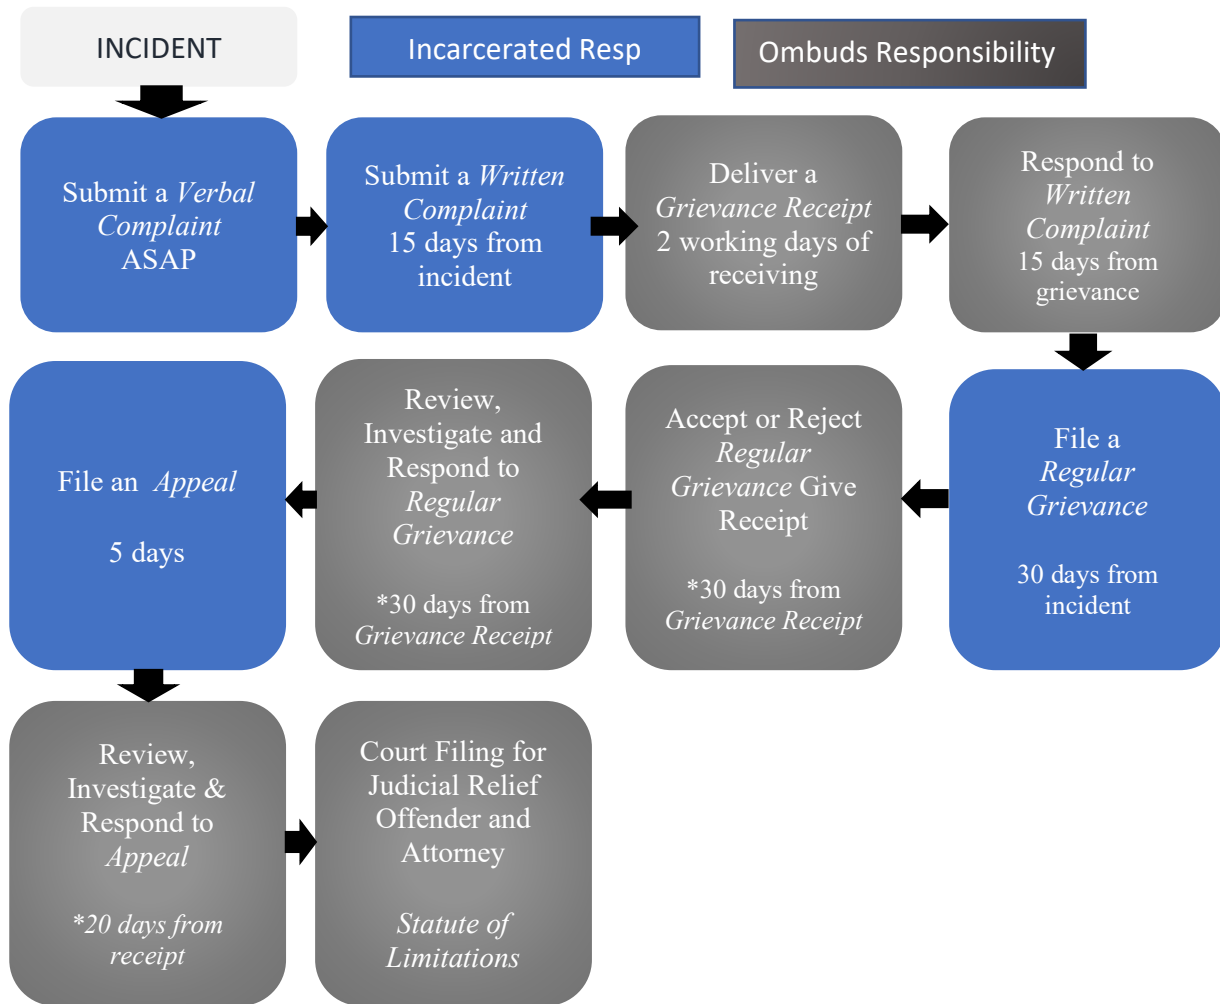 INCIDENT
Incarcerated Resp
Ombuds Responsibility
Submit a Verbal
Complaint
ASAP
Submit a Written
Complaint
15 days from
incident
Deliver a
Grievance Receipt
2 working days of
receiving
Respond to
Written
Complaint
15 days from
grievance
File an Appeal
5 days
Review,
Investigate and
Respond to
Regular
Grievance
*30 days from
Grievance Receipt
Accept or Reject
Regular
Grievance Give
Receipt
*30 days from
Grievance Receipt
File a
Regular
Grievance
30 days from
incident
Review,
Investigate &
Respond to
Appeal
*20 days from
receipt
Court Filing for
Judicial Relief
Offender and
Attorney
Statute of
Limitations